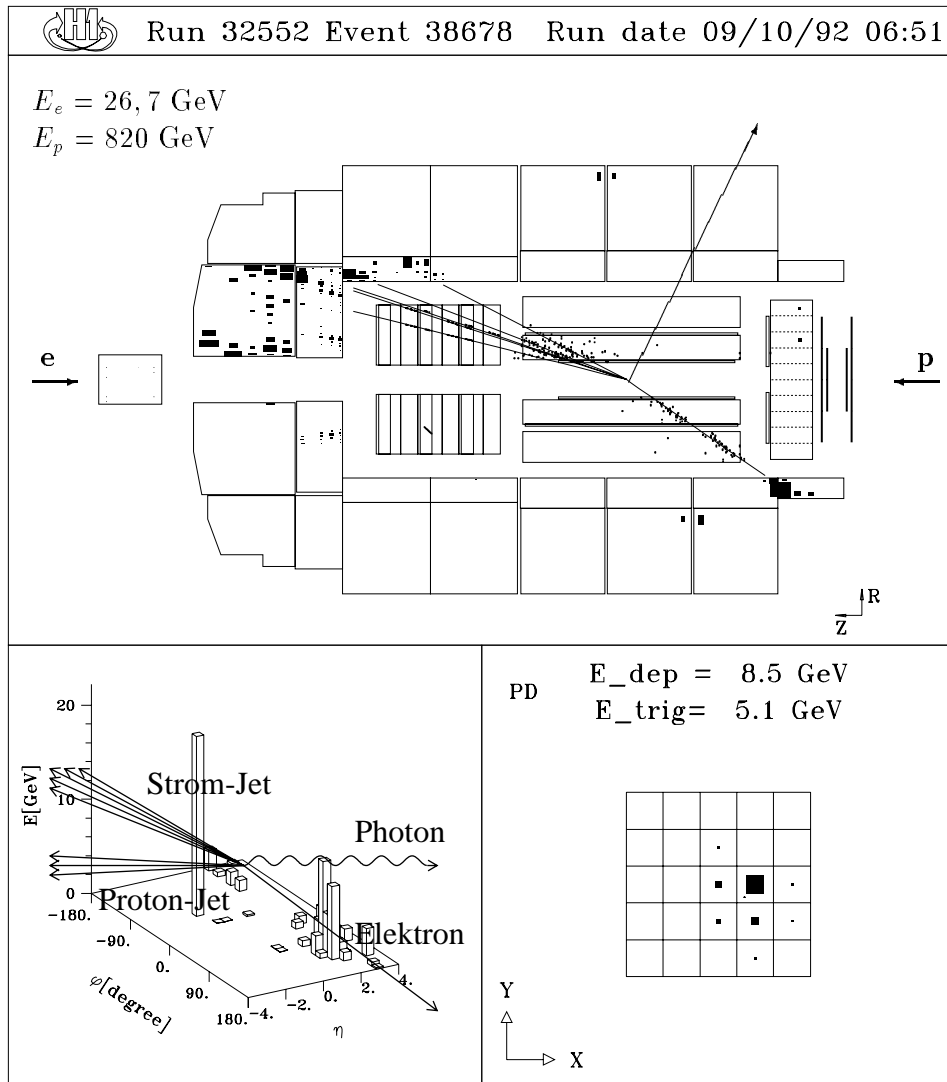 H1 Run 32552 Event 38678 Run date 09/10/92 06:51
E_e = 26, 7 GeV
E_p = 820 GeV
e
p
R
Z
20
10
0
E[GeV]
-180.
-90.
0.
90.
180.
φ[degree]
-4.
-2.
0.
2.
4.
η
Strom-Jet
Photon
Proton-Jet
Elektron
PD
E_dep = 8.5 GeV
E_trig= 5.1 GeV
Y
X